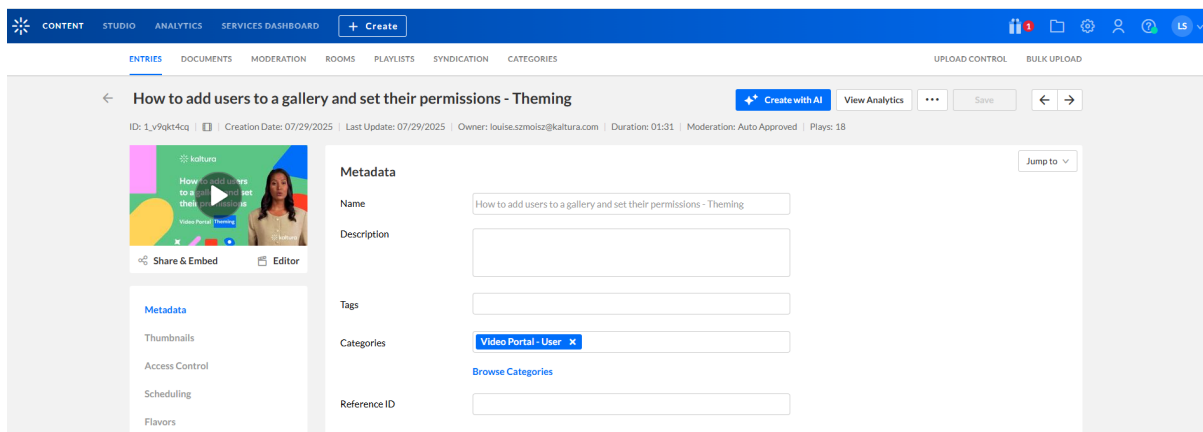 CONTENT STUDIO ANALYTICS SERVICES DASHBOARD + Create 1 LS
ENTRIES DOCUMENTS MODERATION ROOMS PLAYLISTS SYNDICATION CATEGORIES UPLOAD CONTROL BULK UPLOAD
How to add users to a gallery and set their permissions - Theming Create with AI View Analytics ••• Save
ID: 1_v9qkt4cq | Creation Date: 07/29/2025 | Last Update: 07/29/2025 | Owner: louise.szmoisz@kaltura.com | Duration: 01:31 | Moderation: Auto Approved | Plays: 18
kaltura
How to add users
to a gallery and set
their permissions
Video Portal Theming
kaltura
Share & Embed Editor
Metadata
Thumbnails
Access Control
Scheduling
Flavors
Jump to
Metadata
Name How to add users to a gallery and set their permissions - Theming
Description
Tags
Categories Video Portal - User ×
Browse Categories
Reference ID